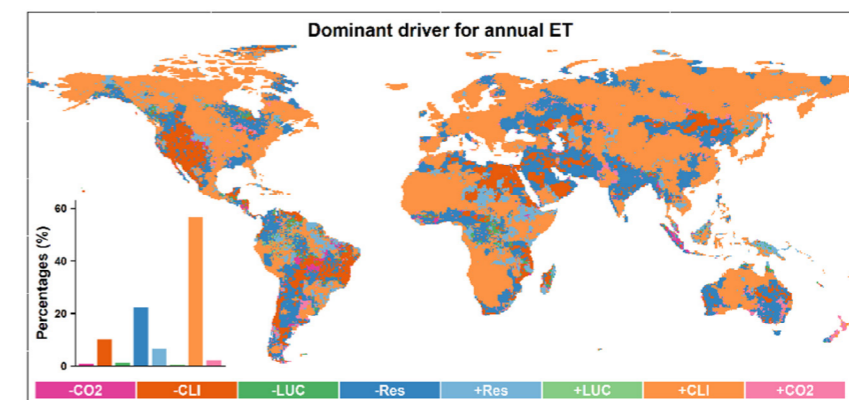 Dominant driver for annual ET
Percentages (%)
60
40
20
0
-CO2 -CLI -LUC -Res +Res +LUC +CLI +CO2